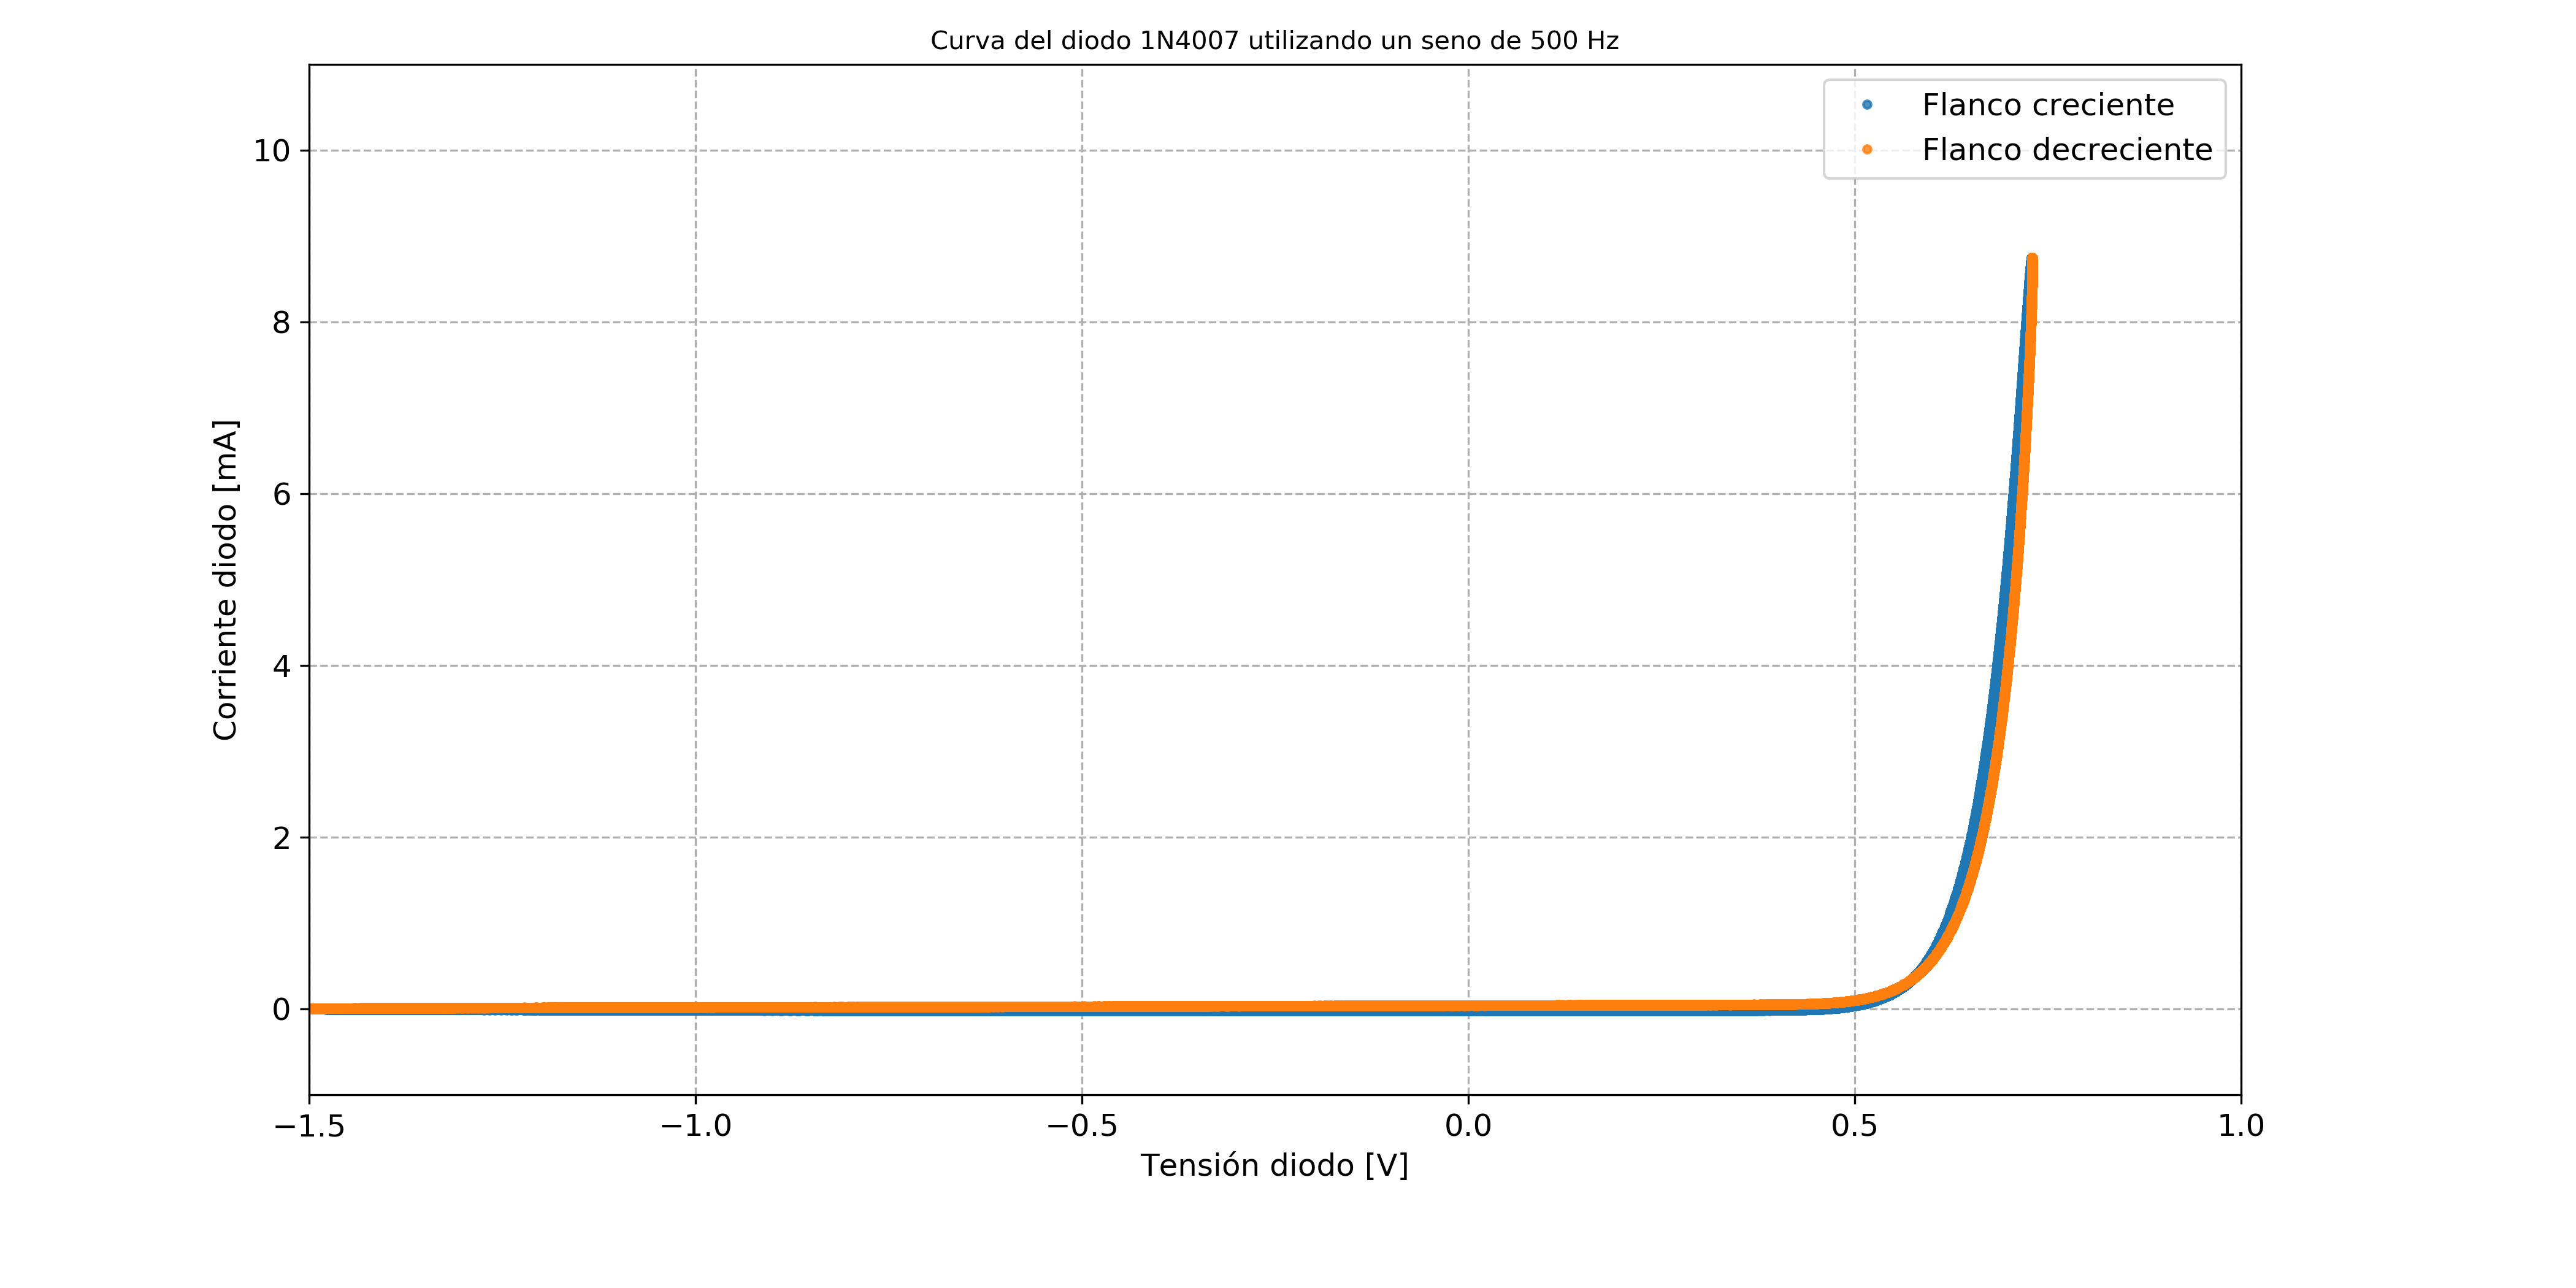 Curva del diodo 1N4007 utilizando un seno de 500 Hz
Flanco creciente
Flanco decreciente
10
8
6
4
2
0
Corriente diodo [mA]
−1.5 −1.0 −0.5 0.0 0.5 1.0
Tensión diodo [V]